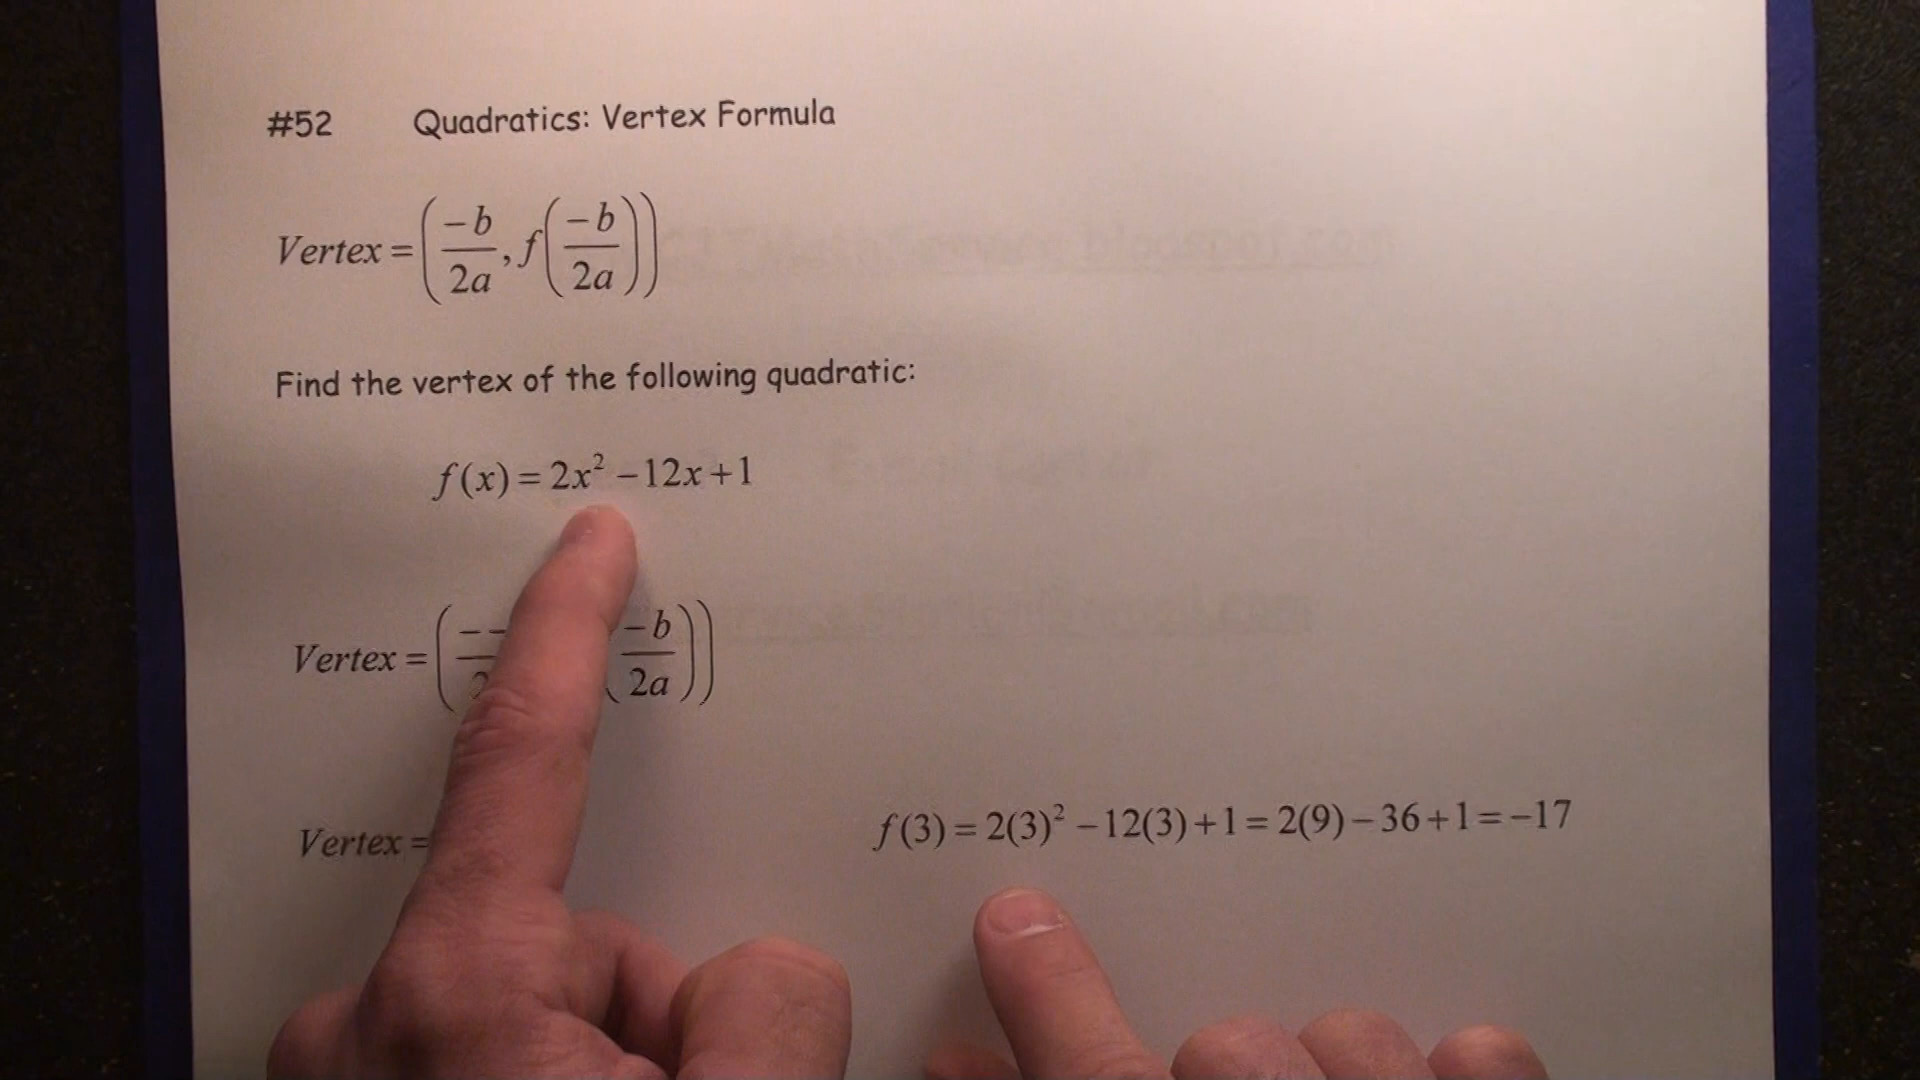 #52 Quadratics: Vertex Formula
Vertex = (-b/2a, f(-b/2a))
Find the vertex of the following quadratic:
f(x) = 2x² - 12x + 1
Vertex = (-- -b/2a))
Vertex =
f(3) = 2(3)² - 12(3) + 1 = 2(9) - 36 + 1 = -17